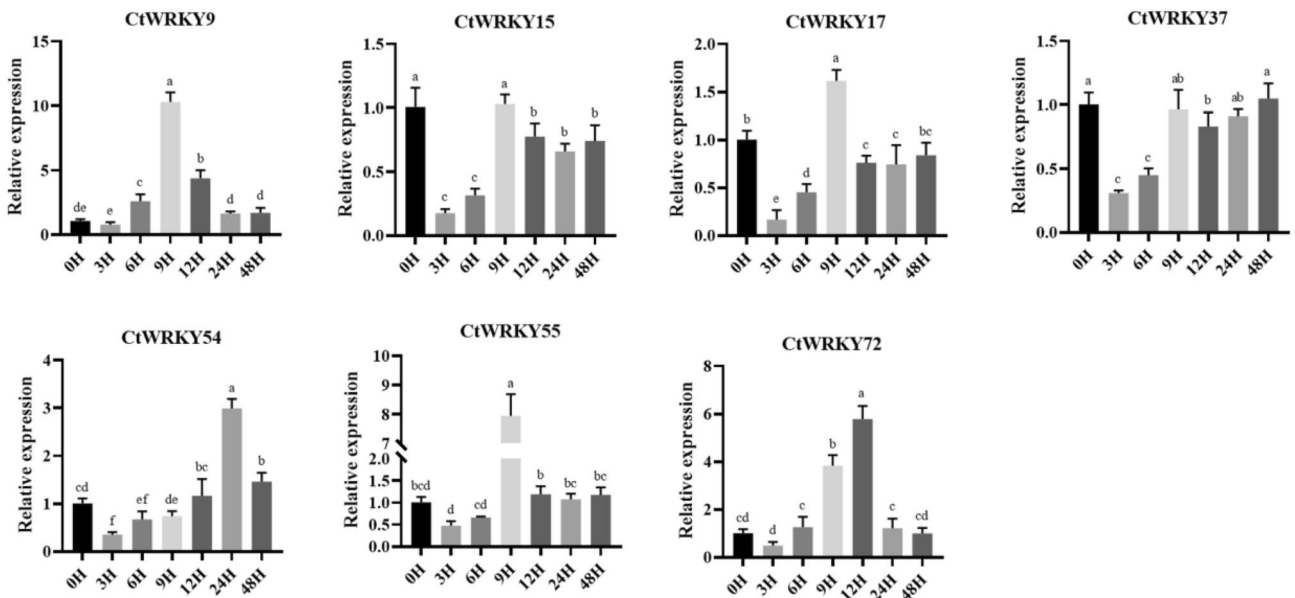 CtWRKY9
Relative expression
15
10
5
0
de
e
c
a
b
d
d
0H
3H
6H
9H
12H
24H
48H
CtWRKY15
Relative expression
1.5
1.0
0.5
0.0
a
c
c
a
b
b
b
0H
3H
6H
9H
12H
24H
48H
CtWRKY17
Relative expression
2.0
1.5
1.0
0.5
0.0
b
e
d
a
c
c
bc
0H
3H
6H
9H
12H
24H
48H
CtWRKY37
Relative expression
1.5
1.0
0.5
0.0
a
c
c
ab
b
ab
a
0H
3H
6H
9H
12H
24H
48H
CtWRKY54
Relative expression
4
3
2
1
0
cd
f
ef
de
bc
a
b
0H
3H
6H
9H
12H
24H
48H
CtWRKY55
Relative expression
10
9
8
7
2.0
1.5
1.0
0.5
0.0
bcd
d
cd
a
b
bc
bc
0H
3H
6H
9H
12H
24H
48H
CtWRKY72
Relative expression
8
6
4
2
0
cd
d
c
b
a
c
cd
0H
3H
6H
9H
12H
24H
48H